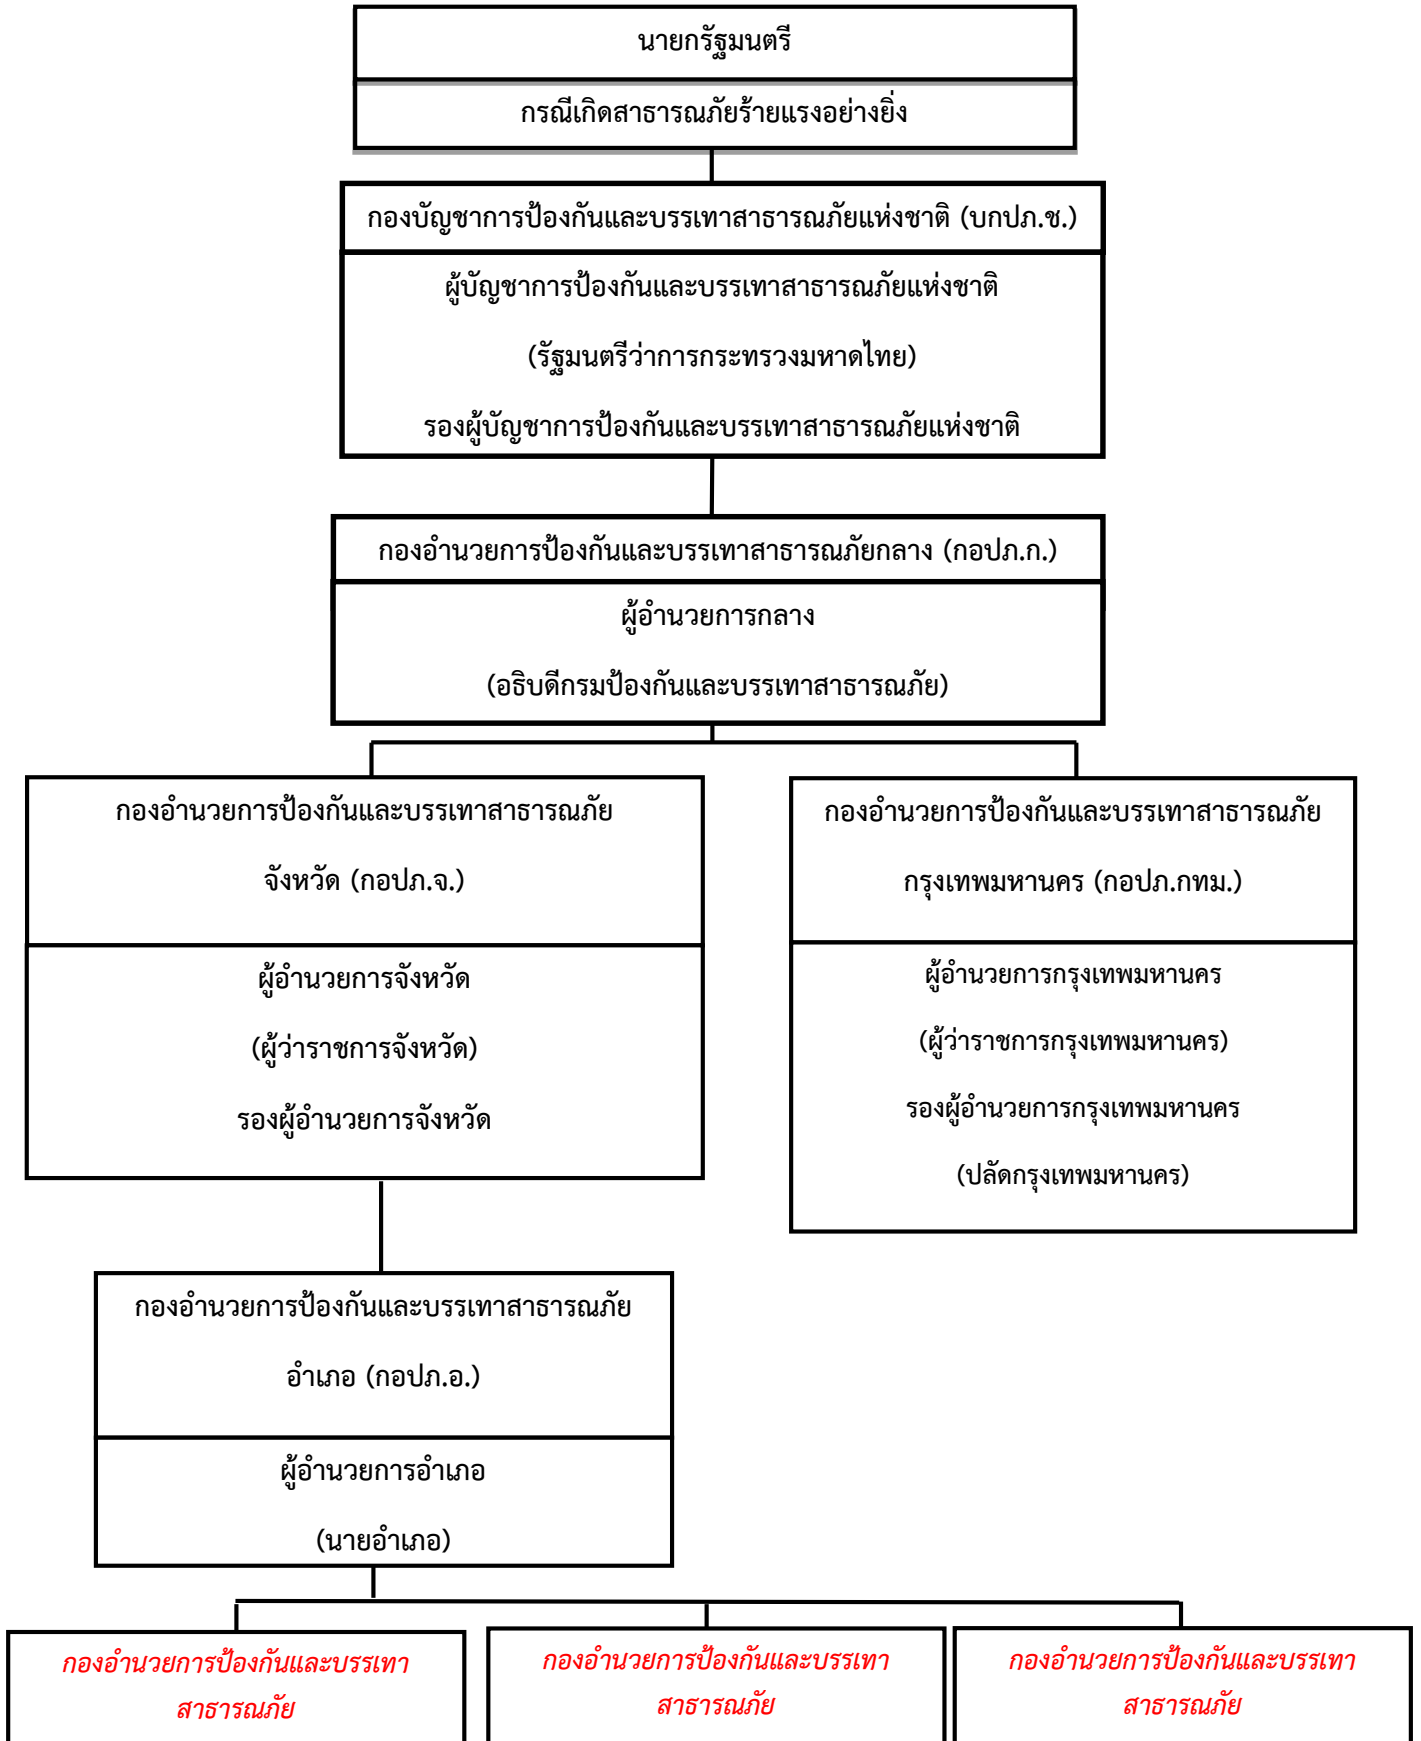 นายกรัฐมนตรี
กรณีเกิดสาธารณภัยร้ายแรงอย่างยิ่ง
กองบัญชาการป้องกันและบรรเทาสาธารณภัยแห่งชาติ (บกปภ.ช.)
ผู้บัญชาการป้องกันและบรรเทาสาธารณภัยแห่งชาติ
(รัฐมนตรีว่าการกระทรวงมหาดไทย)
รองผู้บัญชาการป้องกันและบรรเทาสาธารณภัยแห่งชาติ
กองอำนวยการป้องกันและบรรเทาสาธารณภัยกลาง (กอปภ.ก.)
ผู้อำนวยการกลาง
(อธิบดีกรมป้องกันและบรรเทาสาธารณภัย)
กองอำนวยการป้องกันและบรรเทาสาธารณภัย
จังหวัด (กอปภ.จ.)
ผู้อำนวยการจังหวัด
(ผู้ว่าราชการจังหวัด)
รองผู้อำนวยการจังหวัด
กองอำนวยการป้องกันและบรรเทาสาธารณภัย
กรุงเทพมหานคร (กอปภ.กทม.)
ผู้อำนวยการกรุงเทพมหานคร
(ผู้ว่าราชการกรุงเทพมหานคร)
รองผู้อำนวยการกรุงเทพมหานคร
(ปลัดกรุงเทพมหานคร)
กองอำนวยการป้องกันและบรรเทาสาธารณภัย
อำเภอ (กอปภ.อ.)
ผู้อำนวยการอำเภอ
(นายอำเภอ)
กองอำนวยการป้องกันและบรรเทา
สาธารณภัย
กองอำนวยการป้องกันและบรรเทา
สาธารณภัย
กองอำนวยการป้องกันและบรรเทา
สาธารณภัย